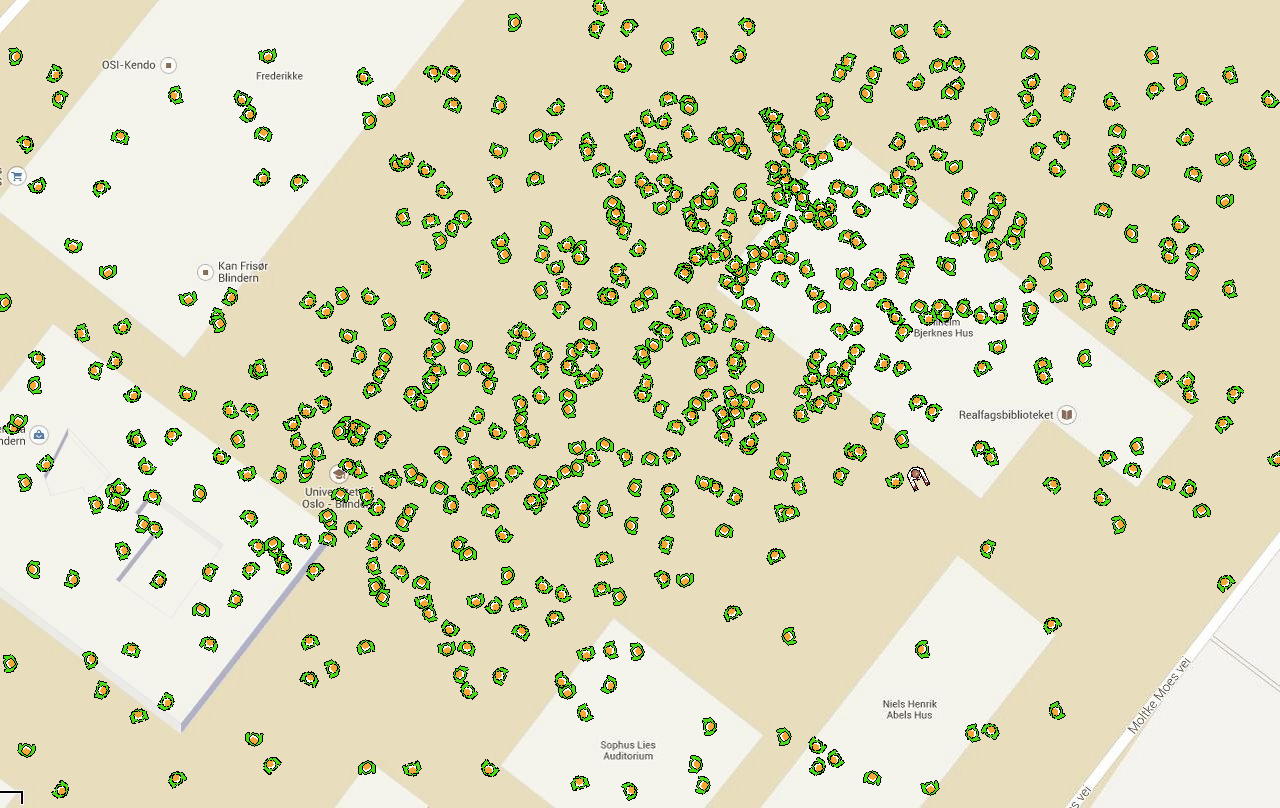 OSI-Kendo
Frederikke
Kan Frisør
Blindern
Bjerknes Hus
Realfagsbiblioteket
Oslo - Blindern
Niels Henrik
Abels Hus
Sophus Lies
Auditorium
Moltke Moes vei